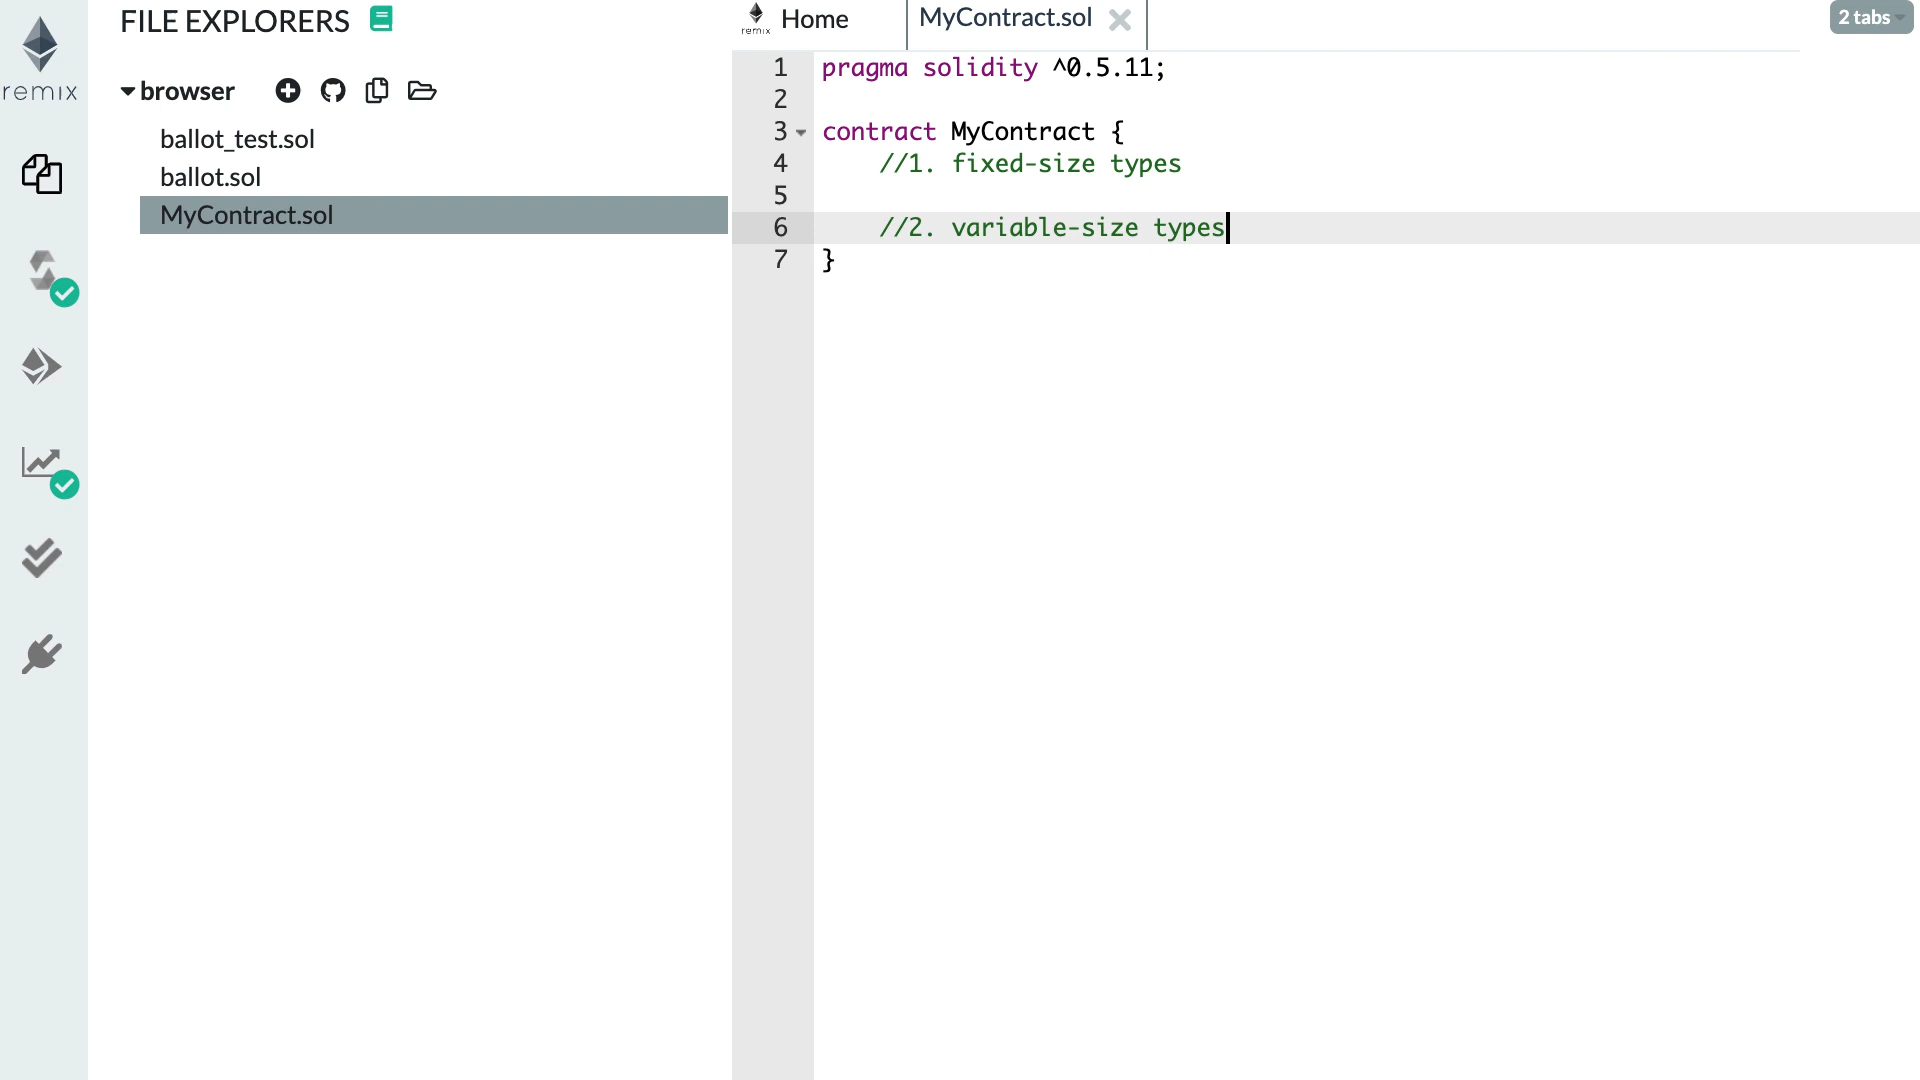 remix
FILE EXPLORERS
browser
ballot_test.sol
ballot.sol
MyContract.sol
remix
Home
MyContract.sol
2 tabs
1 pragma solidity ^0.5.11;
2
3 contract MyContract {
4 //1. fixed-size types
5
6 //2. variable-size types
7 }